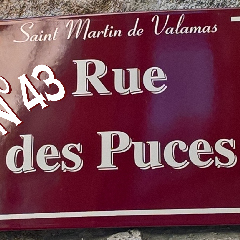 Saint Martin de Valamas
N° 43
Rue
des Puces